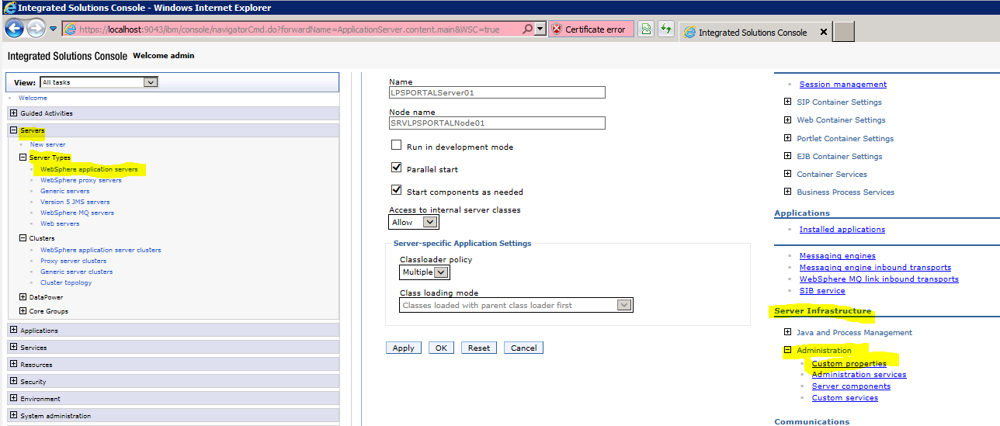 Integrated Solutions Console - Windows Internet Explorer
https://localhost:9043/ibm/console/navigatorCmd.do?forwardName=ApplicationServer.content.main&WSC=true
Certificate error
Integrated Solutions Console
Integrated Solutions Console Welcome admin
View: All tasks
Welcome
Guided Activities
Servers
New server
Server Types
WebSphere application servers
WebSphere proxy servers
Generic servers
Version 5 JMS servers
WebSphere MQ servers
Web servers
Clusters
WebSphere application server clusters
Proxy server clusters
Generic server clusters
Cluster topology
DataPower
Core Groups
Applications
Services
Resources
Security
Environment
System administration
Name
LPSPORTALServer01
Node name
SRVLPSPORTALNode01
Run in development mode
Parallel start
Start components as needed
Access to internal server classes
Allow
Server-specific Application Settings
Classloader policy
Multiple
Class loading mode
Classes loaded with parent class loader first
Apply OK Reset Cancel
Session management
SIP Container Settings
Web Container Settings
Portlet Container Settings
EJB Container Settings
Container Services
Business Process Services
Applications
Installed applications
Messaging engines
Messaging engine inbound transports
WebSphere MQ link inbound transports
SIB service
Server Infrastructure
Java and Process Management
Administration
Custom properties
Administration services
Server components
Custom services
Communications